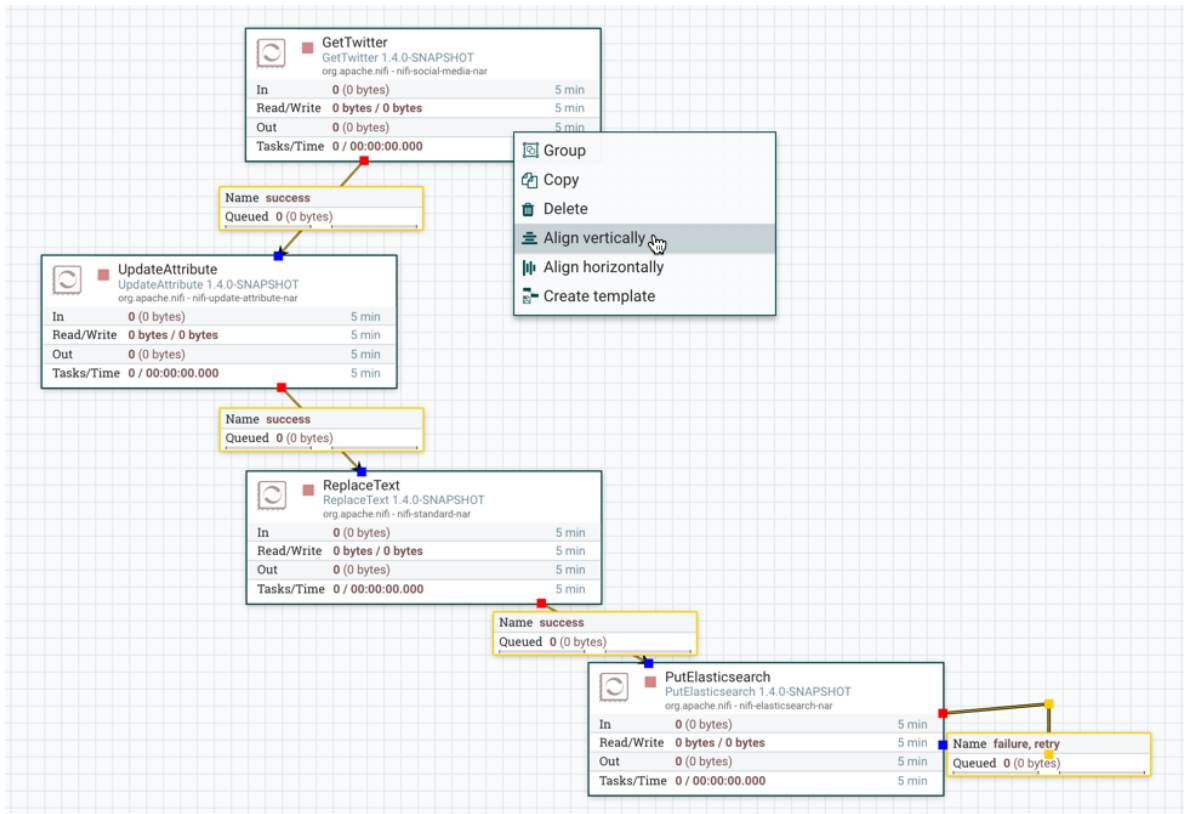 GetTwitter
GetTwitter 1.4.0-SNAPSHOT
org.apache.nifi - nifi-social-media-nar
In 0 (0 bytes) 5 min
Read/Write 0 bytes / 0 bytes 5 min
Out 0 (0 bytes) 5 min
Tasks/Time 0 / 00:00:00.000
Group
Copy
Delete
Align vertically
Align horizontally
Create template
Name success
Queued 0 (0 bytes)
UpdateAttribute
UpdateAttribute 1.4.0-SNAPSHOT
org.apache.nifi - nifi-update-attribute-nar
In 0 (0 bytes) 5 min
Read/Write 0 bytes / 0 bytes 5 min
Out 0 (0 bytes) 5 min
Tasks/Time 0 / 00:00:00.000 5 min
Name success
Queued 0 (0 bytes)
ReplaceText
ReplaceText 1.4.0-SNAPSHOT
org.apache.nifi - nifi-standard-nar
In 0 (0 bytes) 5 min
Read/Write 0 bytes / 0 bytes 5 min
Out 0 (0 bytes) 5 min
Tasks/Time 0 / 00:00:00.000 5 min
Name success
Queued 0 (0 bytes)
PutElasticsearch
PutElasticsearch 1.4.0-SNAPSHOT
org.apache.nifi - nifi-elasticsearch-nar
In 0 (0 bytes) 5 min
Read/Write 0 bytes / 0 bytes 5 min
Out 0 (0 bytes) 5 min
Tasks/Time 0 / 00:00:00.000 5 min
Name failure, retry
Queued 0 (0 bytes)